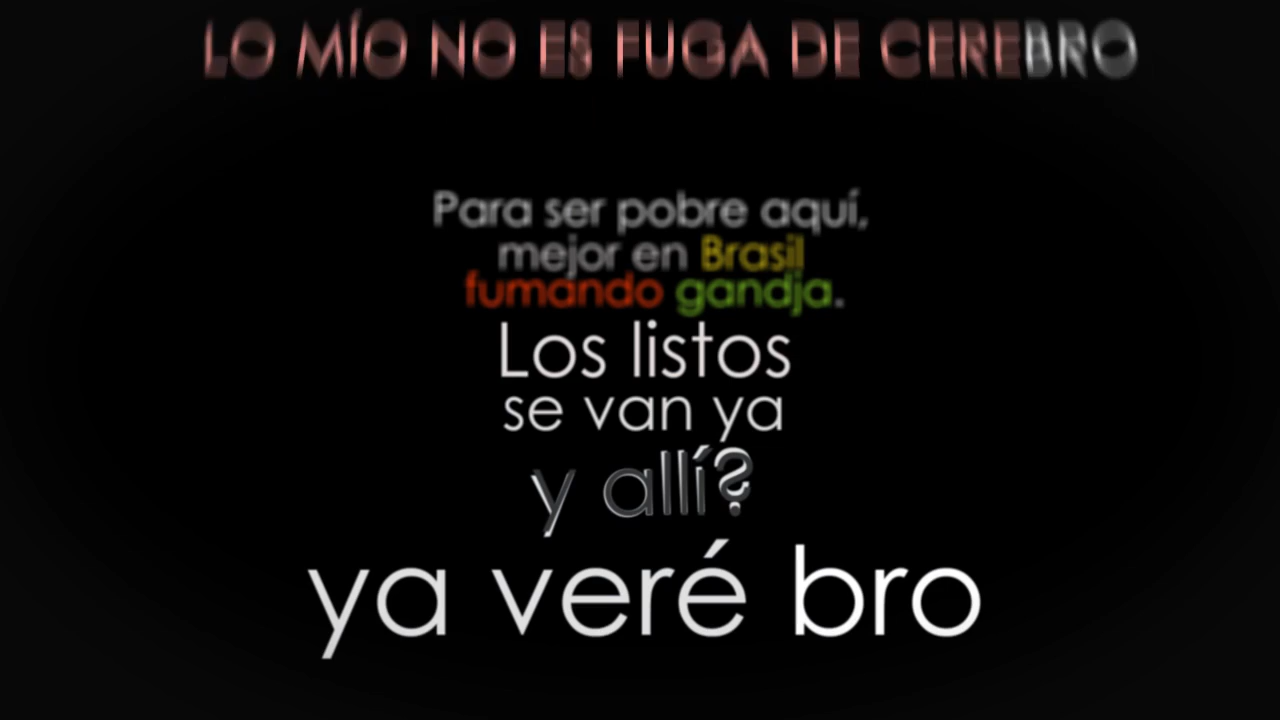 LO MÍO NO ES FUGA DE CEREBRO
Para ser pobre aquí,
mejor en Brasil
fumando gandja.
Los listos
se van ya
y allí?
ya veré bro